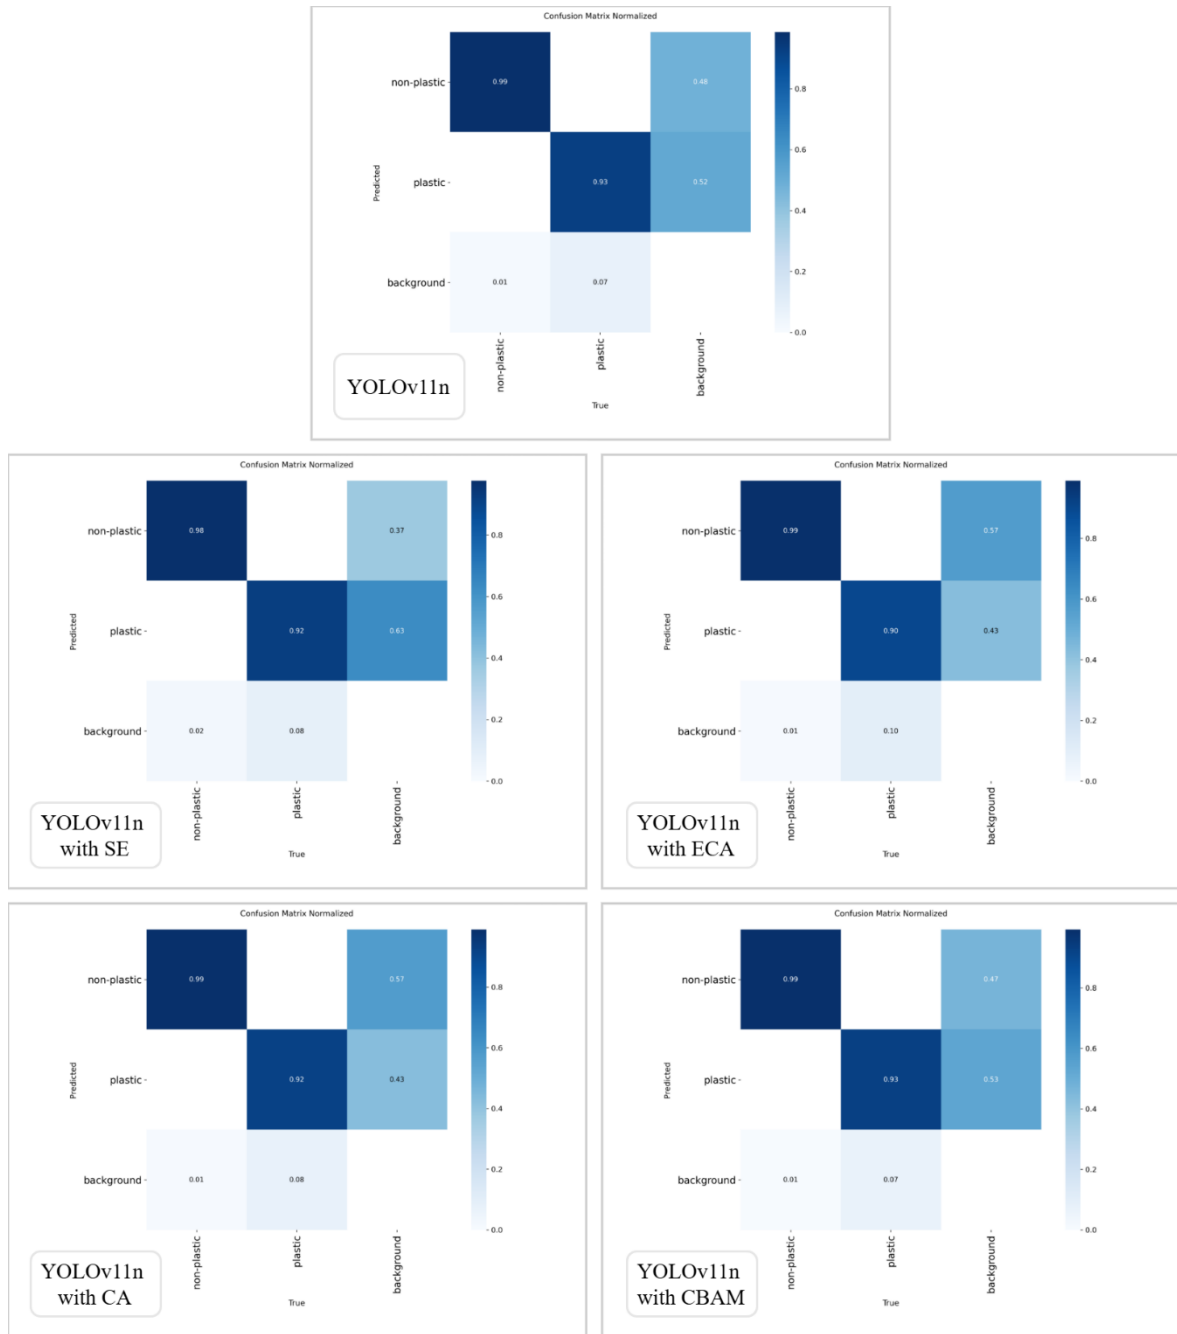 Confusion Matrix Normalized
non-plastic
0.99
0.48
0.8
0.6
plastic
0.93
0.52
Predicted
0.4
0.2
background
0.01
0.07
0.0
non-plastic
plastic
background
True
YOLOv11n
Confusion Matrix Normalized
non-plastic
0.98
0.37
0.8
0.6
plastic
0.92
0.63
Predicted
0.4
0.2
background
0.02
0.08
0.0
non-plastic
plastic
background
True
YOLOv11n
with SE
Confusion Matrix Normalized
non-plastic
0.99
0.57
0.8
0.6
plastic
0.90
0.43
Predicted
0.4
0.2
background
0.01
0.10
0.0
non-plastic
plastic
background
True
YOLOv11n
with ECA
Confusion Matrix Normalized
non-plastic
0.99
0.57
0.8
0.6
plastic
0.92
0.43
Predicted
0.4
0.2
background
0.01
0.08
0.0
non-plastic
plastic
background
True
YOLOv11n
with CA
Confusion Matrix Normalized
non-plastic
0.99
0.47
0.8
0.6
plastic
0.93
0.53
Predicted
0.4
0.2
background
0.01
0.07
0.0
non-plastic
plastic
background
True
YOLOv11n
with CBAM